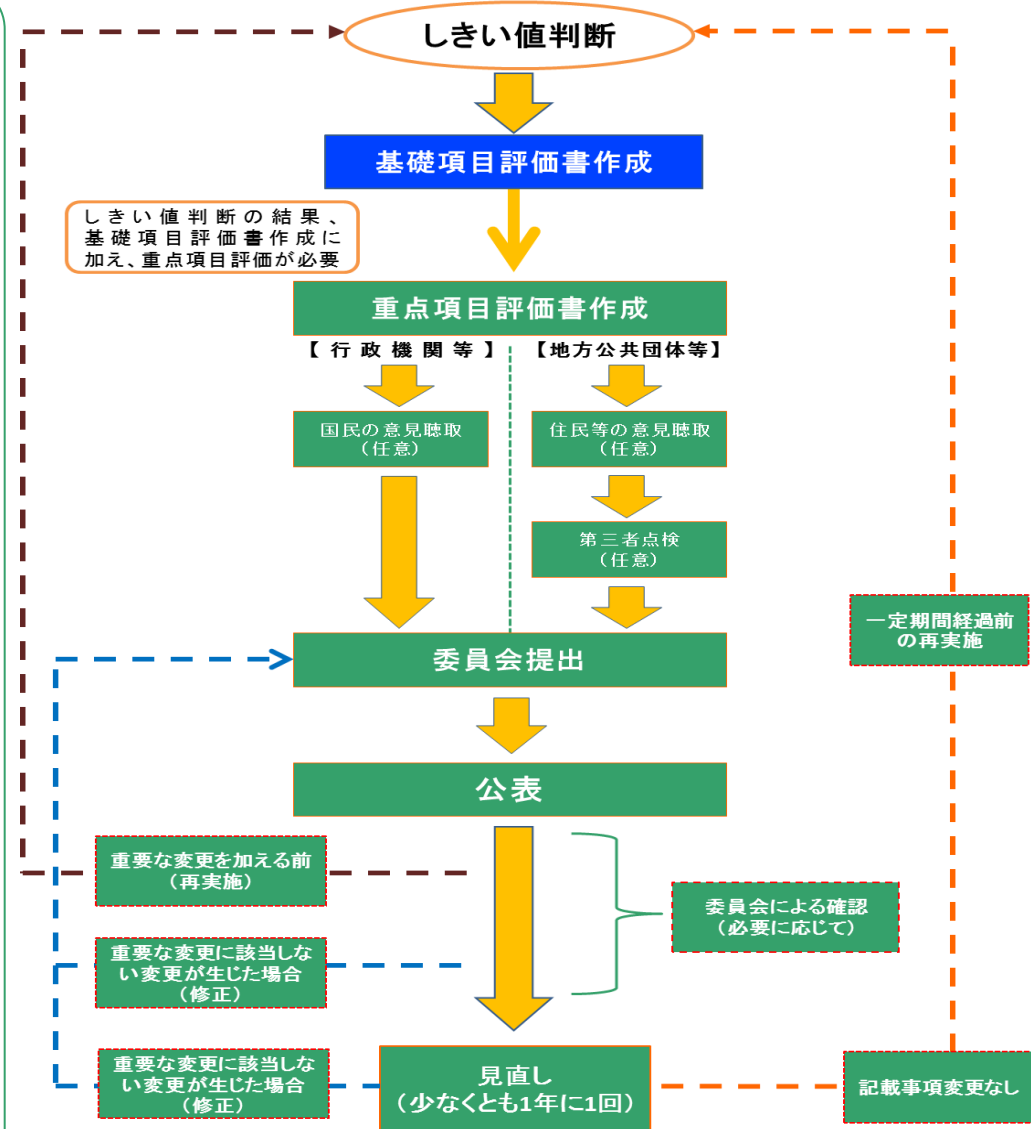 しきい値判断
基礎項目評価書作成
しきい値判断の結果、
基礎項目評価書作成に
加え、重点項目評価が必要
重点項目評価書作成
【行政機関等】
【地方公共団体等】
国民の意見聴取
（任意）
住民等の意見聴取
（任意）
第三者点検
（任意）
一定期間経過前
の再実施
委員会提出
公表
重要な変更を加える前
（再実施）
委員会による確認
（必要に応じて）
重要な変更に該当しな
い変更が生じた場合
（修正）
重要な変更に該当しな
い変更が生じた場合
（修正）
見直し
（少なくとも1年に1回）
記載事項変更なし